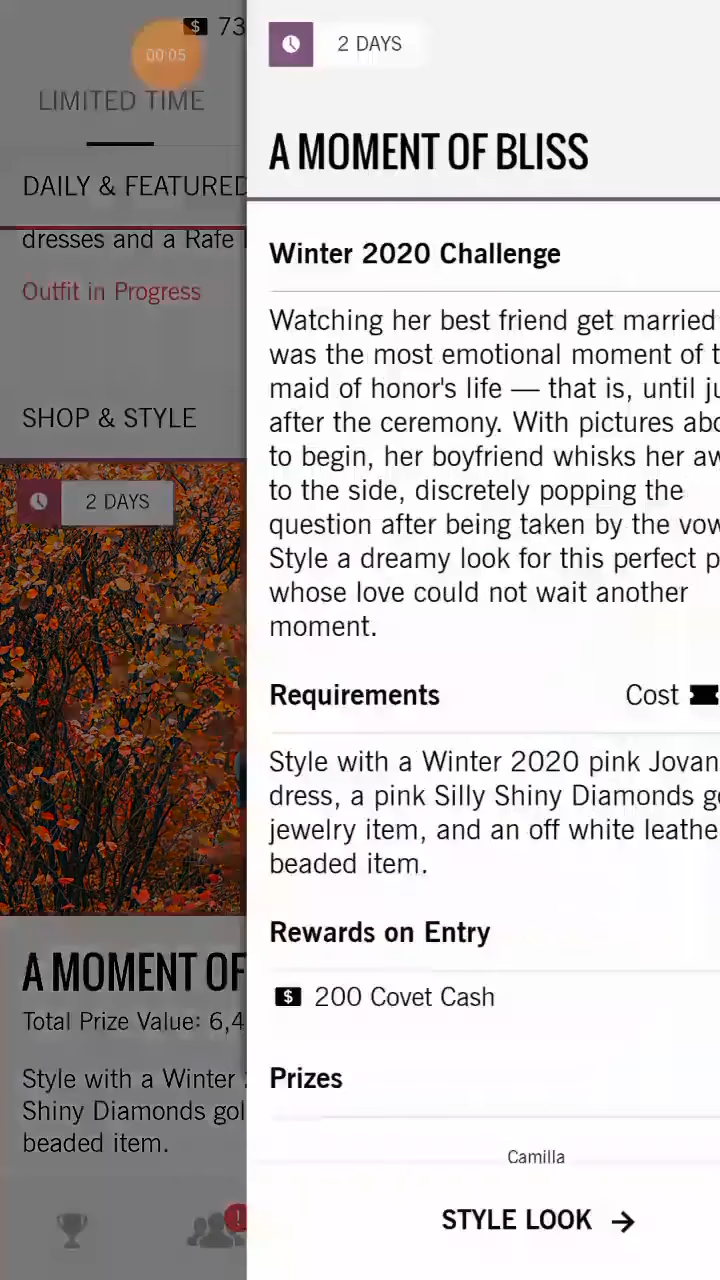 73
00:05
LIMITED TIME
DAILY & FEATURED
dresses and a Rafe
Outfit in Progress
SHOP & STYLE
2 DAYS
A MOMENT OF
Total Prize Value: 6,4
Style with a Winter
Shiny Diamonds gol
beaded item.
2 DAYS
A MOMENT OF BLISS
Winter 2020 Challenge
Watching her best friend get married
was the most emotional moment of t
maid of honor's life — that is, until ju
after the ceremony. With pictures abo
to begin, her boyfriend whisks her aw
to the side, discretely popping the
question after being taken by the vow
Style a dreamy look for this perfect p
whose love could not wait another
moment.
Requirements Cost
Style with a Winter 2020 pink Jovan
dress, a pink Silly Shiny Diamonds go
jewelry item, and an off white leathe
beaded item.
Rewards on Entry
$ 200 Covet Cash
Prizes
Camilla
STYLE LOOK →